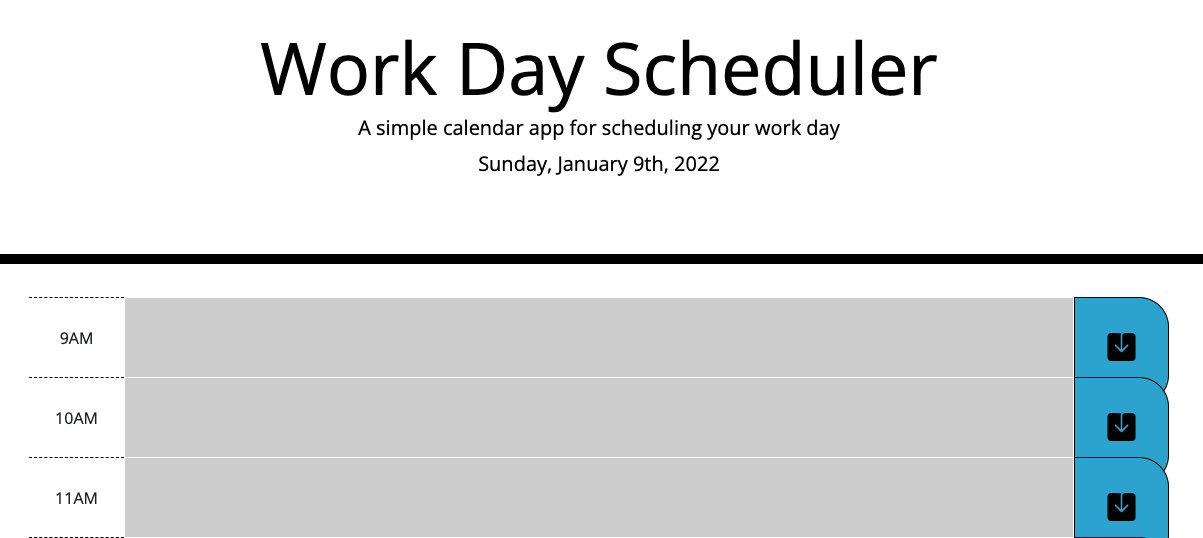 Work Day Scheduler
A simple calendar app for scheduling your work day
Sunday, January 9th, 2022
9AM
10AM
11AM